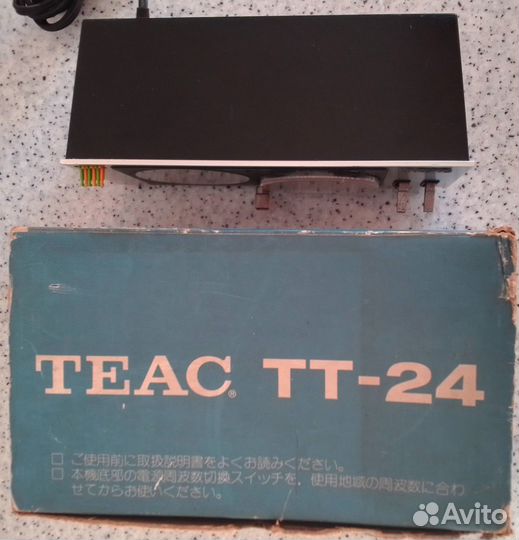 TEAC® TT-24
□ ご使用前に取扱説明書をよくお読みください。
□ 本機底部の電源周波数切換スイッチを、使用地域の周波数に合わ
せてからお使いください。
Avito